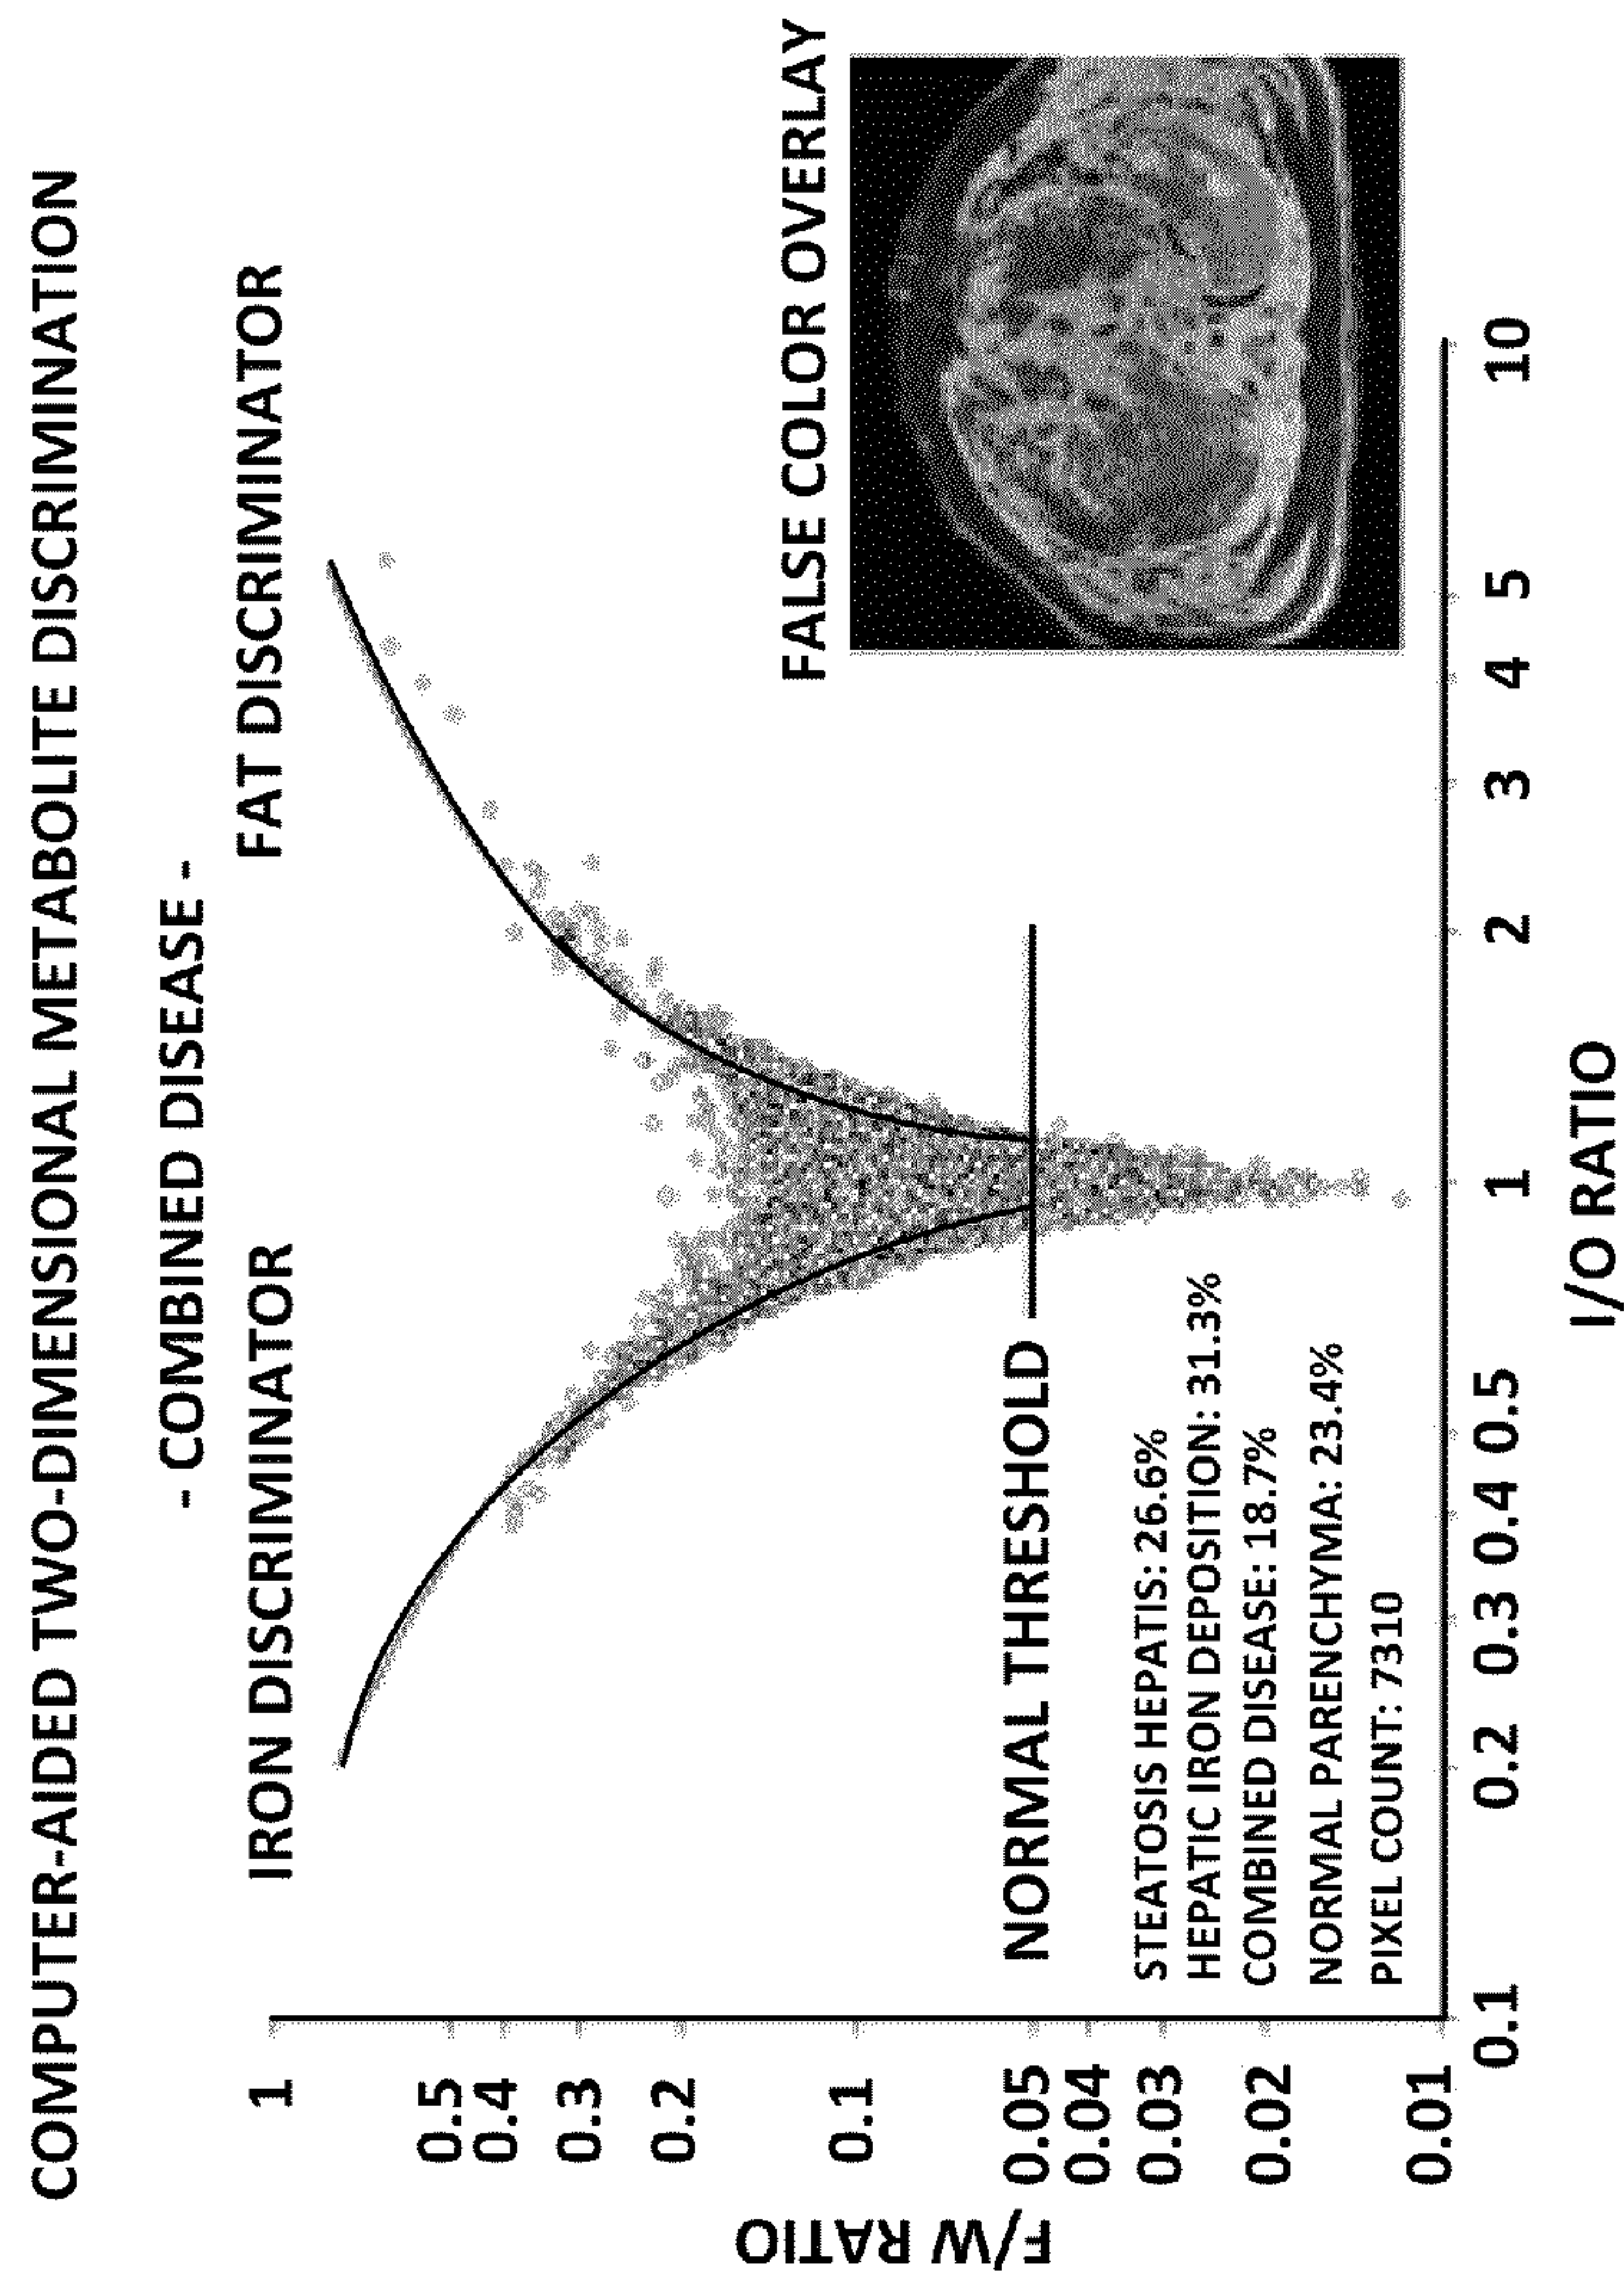 COMPUTER-AIDED TWO-DIMENSIONAL METABOLITE DISCRIMINATION
- COMBINED DISEASE -
IRON DISCRIMINATOR
FAT DISCRIMINATOR
F/W RATIO
1
0.5
0.4
0.3
0.2
0.1
0.05
0.04
0.03
0.02
0.01
FALSE COLOR OVERLAY
NORMAL THRESHOLD
STEATOSIS HEPATIS: 26.6%
HEPATIC IRON DEPOSITION: 31.3%
COMBINED DISEASE: 18.7%
NORMAL PARENCHYMA: 23.4%
PIXEL COUNT: 7310
0.1 0.2 0.3 0.4 0.5 1 2 3 4 5 10
I/O RATIO